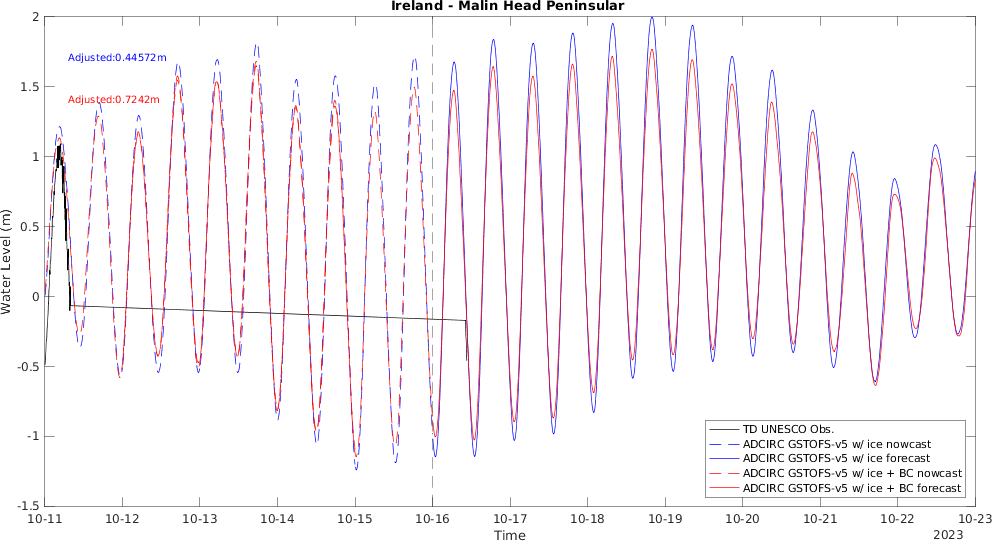 Ireland - Malin Head Peninsular
2
1.5
1
0.5
0
-0.5
-1
-1.5
Water Level (m)
Adjusted:0.44572m
Adjusted:0.7242m
TD UNESCO Obs.
ADCIRC GSTOFS-v5 w/ ice nowcast
ADCIRC GSTOFS-v5 w/ ice forecast
ADCIRC GSTOFS-v5 w/ ice + BC nowcast
ADCIRC GSTOFS-v5 w/ ice + BC forecast
10-11 10-12 10-13 10-14 10-15 10-16 10-17 10-18 10-19 10-20 10-21 10-22 10-23
Time
2023